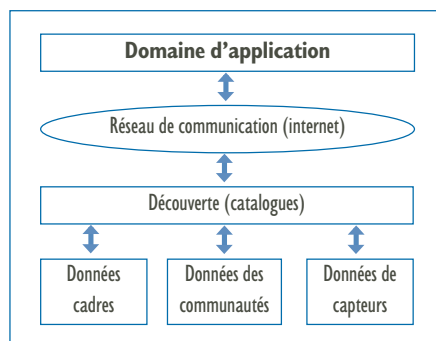 Domaine d'application
Réseau de communication (internet)
Découverte (catalogues)
Données
cadres
Données des
communautés
Données de
capteurs